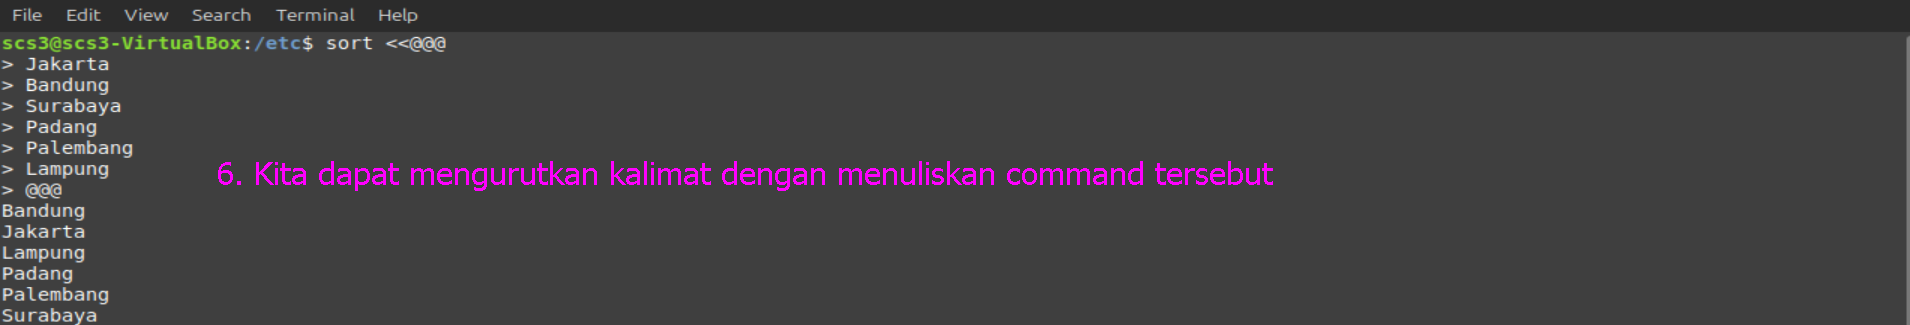 File Edit View Search Terminal Help
scs3@scs3-VirtualBox:/etc$ sort <<@@@
> Jakarta
> Bandung
> Surabaya
> Padang
> Palembang
> Lampung
6. Kita dapat mengurutkan kalimat dengan menuliskan command tersebut
> @@@
Bandung
Jakarta
Lampung
Padang
Palembang
Surabaya